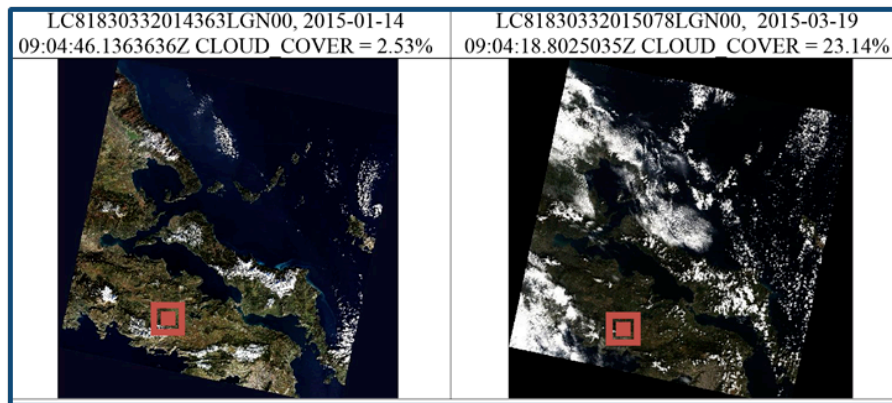 LC81830332014363LGN00, 2015-01-14
09:04:46.1363636Z CLOUD_COVER = 2.53%
LC81830332015078LGN00, 2015-03-19
09:04:18.8025035Z CLOUD_COVER = 23.14%